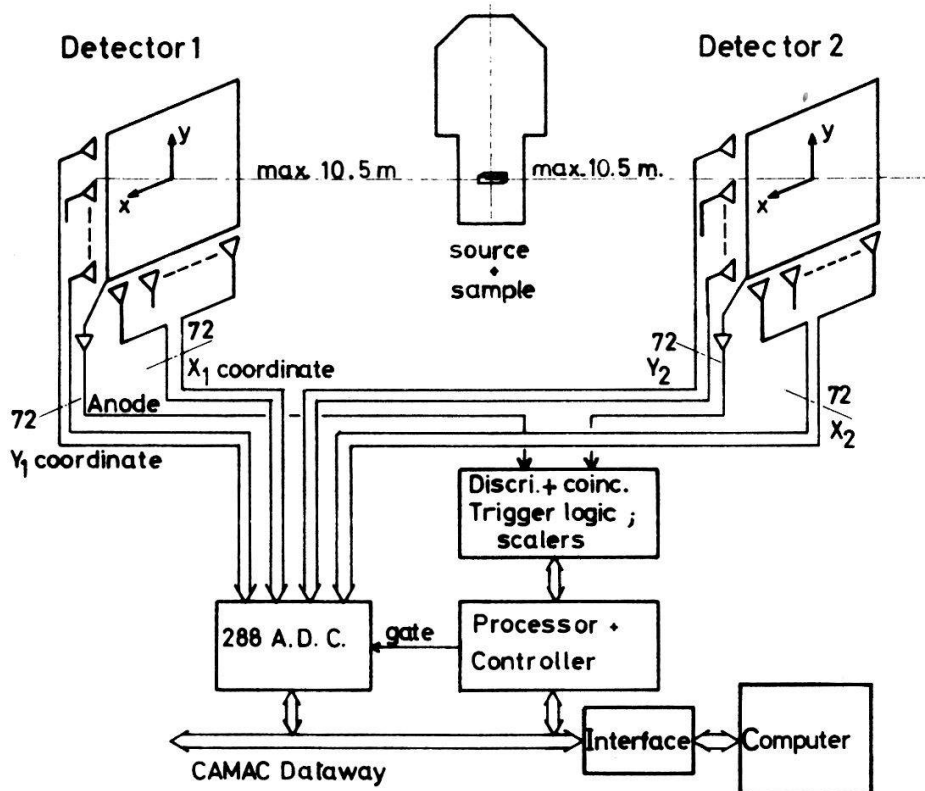 Detector 1
Detector 2
y
x
max. 10.5 m
max. 10.5 m.
y
x
source
+
sample
72
X1 coordinate
72
Y2
72
Anode
72
X2
Y1 coordinate
Discri. + coinc.
Trigger logic ;
scalers
288 A.D.C.
gate
Processor +
Controller
Interface
Computer
CAMAC Dataway